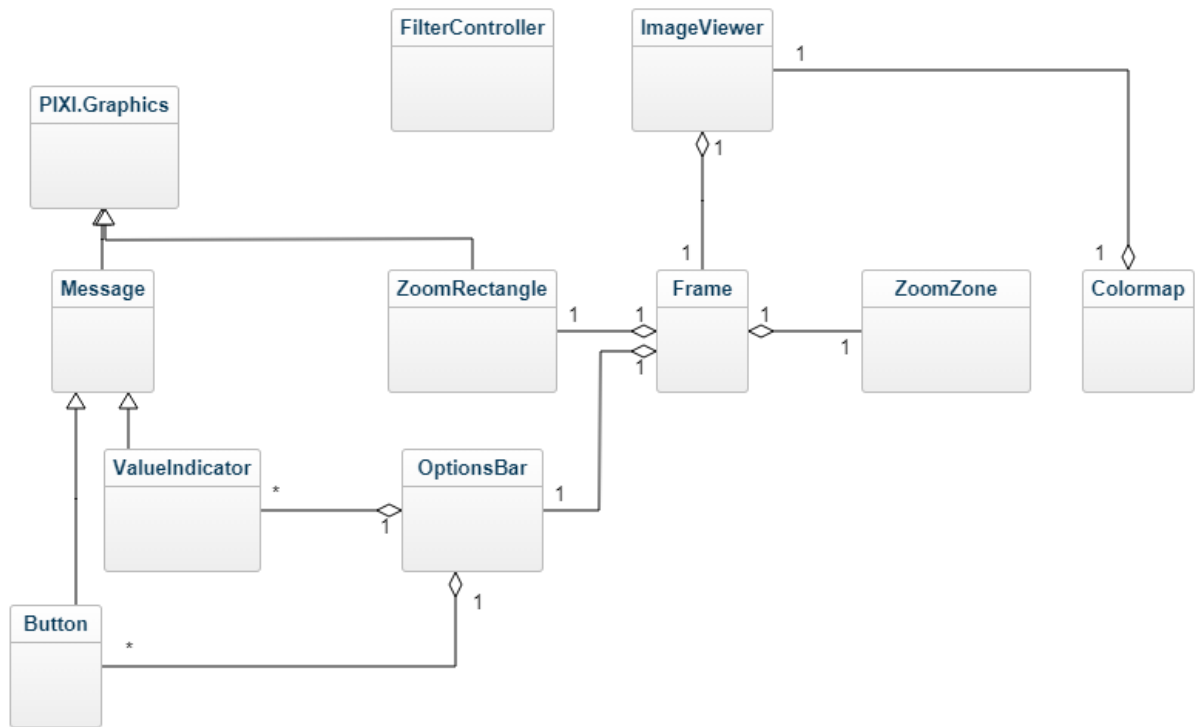 FilterController
ImageViewer
1
PIXI.Graphics
1
1
1
Message
ZoomRectangle
Frame
ZoomZone
Colormap
1
1
1
1
1
ValueIndicator
OptionsBar
*
1
1
1
Button
*